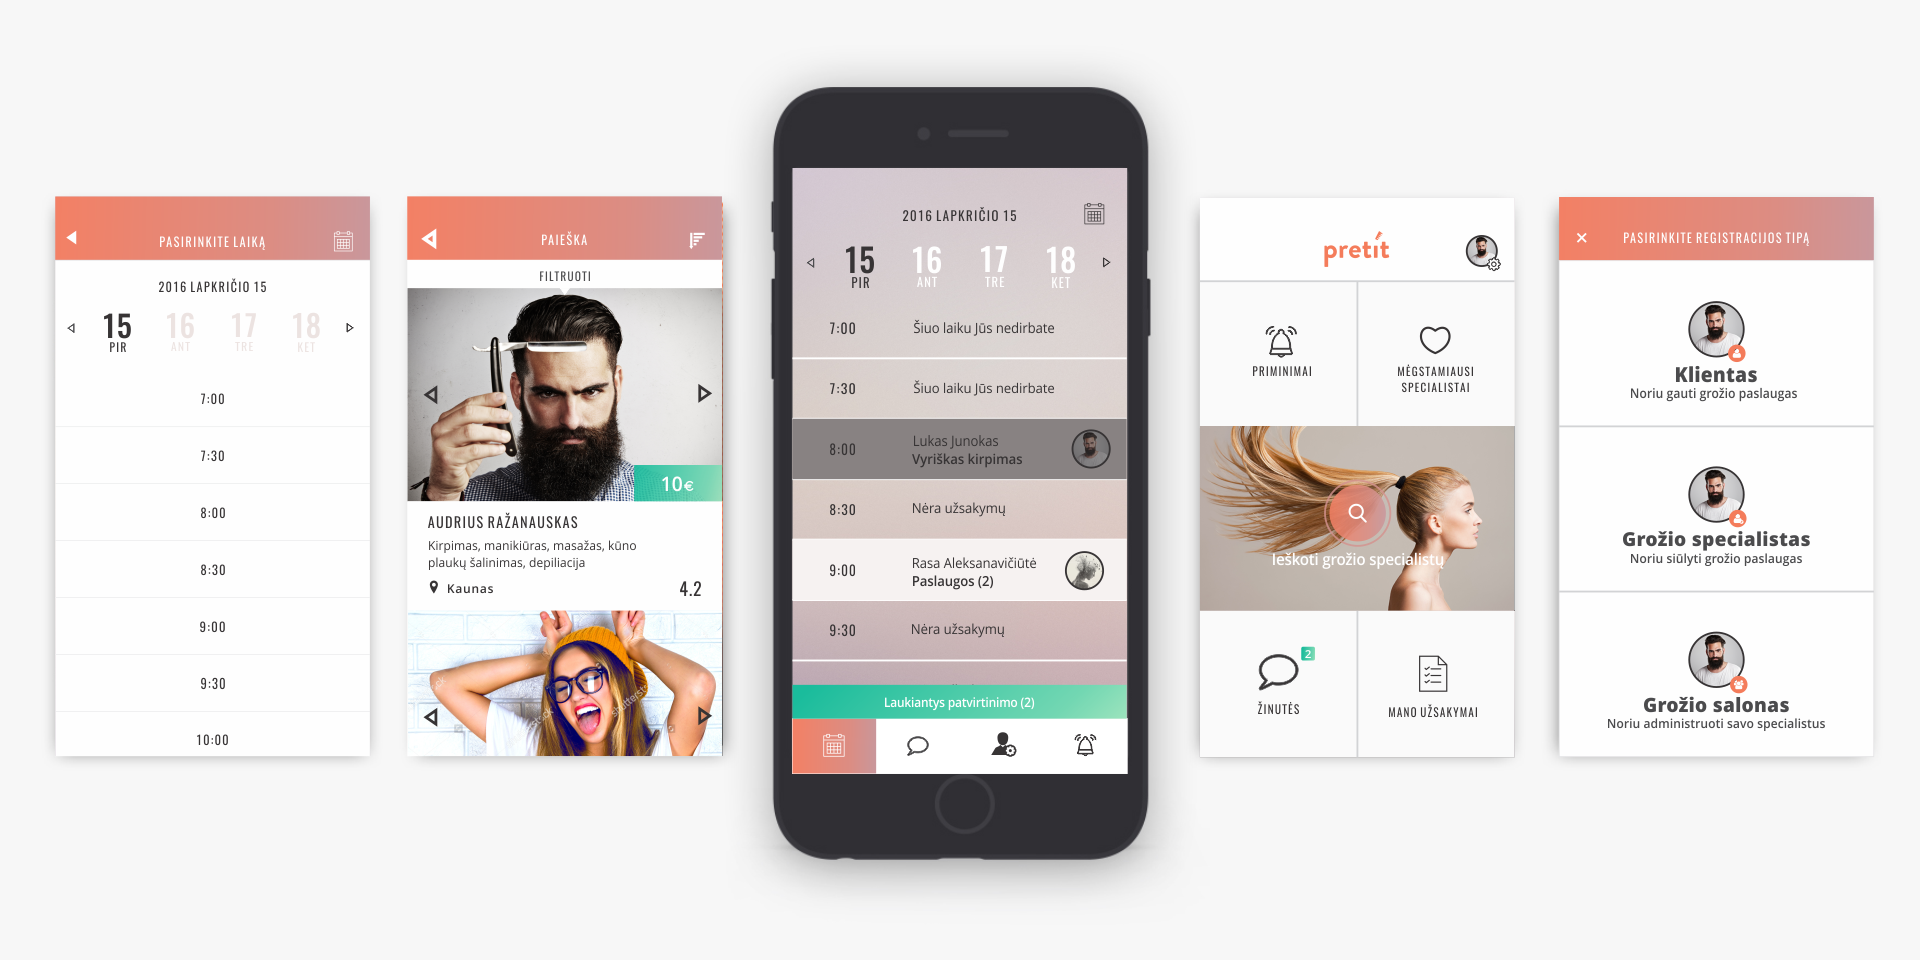 PASIRINKITE LAIKĄ
2016 LAPKRIČIO 15
15 16 17 18
PIR ANT TRE KET
7:00
7:30
8:00
8:30
9:00
9:30
10:00
PAIEŠKA
FILTRUOTI
10€
AUDRIUS RAŽANAUSKAS
Kirpimas, manikiūras, masažas, kūno
plaukų šalinimas, depiliacija
Kaunas
4.2
2016 LAPKRIČIO 15
15 16 17 18
PIR ANT TRE KET
7:00 Šiuo laiku Jūs nedirbate
7:30 Šiuo laiku Jūs nedirbate
8:00 Lukas Junokas
Vyriškas kirpimas
8:30 Nėra užsakymų
9:00 Rasa Aleksanavičiūtė
Paslaugos (2)
9:30 Nėra užsakymų
Laukiantys patvirtinimo (2)
pretit
PRIMINIMAI
MĖGSTAMIAUSI
SPECIALISTAI
Ieškoti grožio specialistų
2
ŽINUTĖS
MANO UŽSAKYMAI
PASIRINKITE REGISTRACIJOS TIPĄ
Klientas
Noriu gauti grožio paslaugas
Grožio specialistas
Noriu siūlyti grožio paslaugas
Grožio salonas
Noriu administruoti savo specialistus